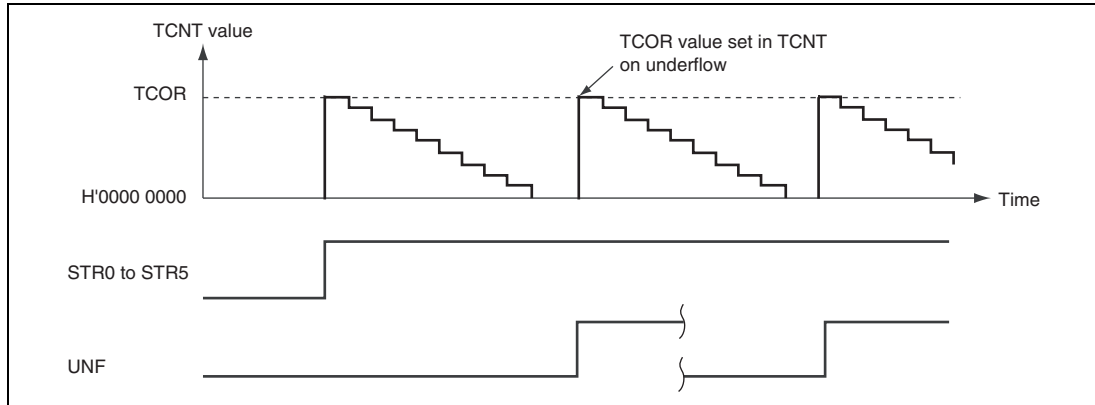 TCNT value
TCOR value set in TCNT
on underflow
TCOR
H'0000 0000
Time
STR0 to STR5
UNF